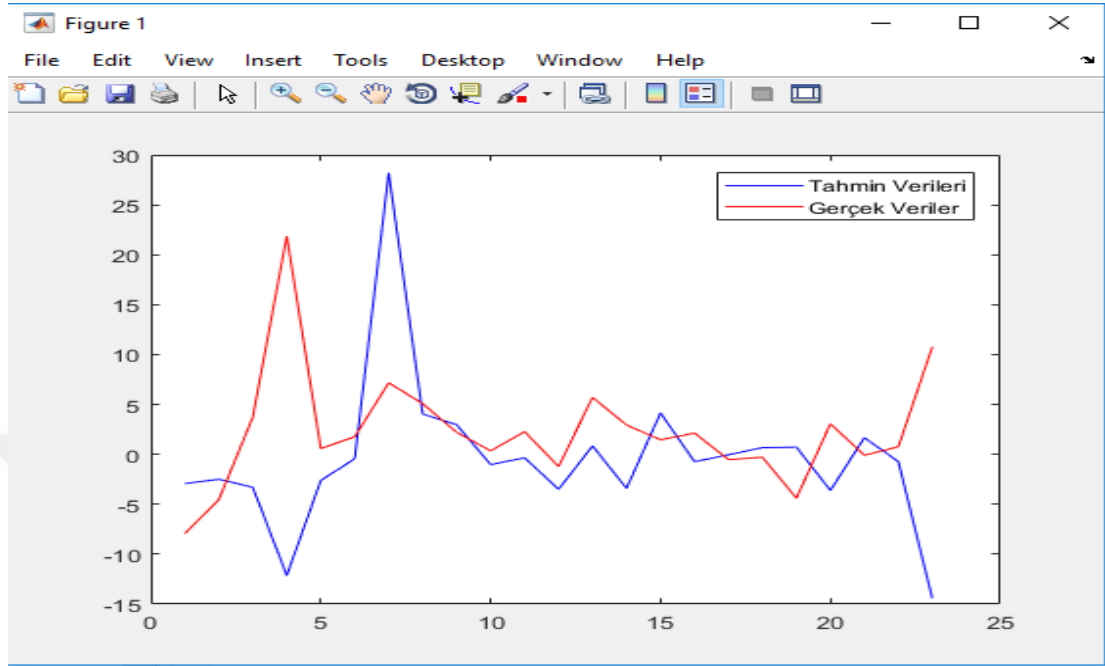 Figure 1
File Edit View Insert Tools Desktop Window Help
30
25
20
15
10
5
0
-5
-10
-15
0 5 10 15 20 25
Tahmin Verileri
Gerçek Veriler